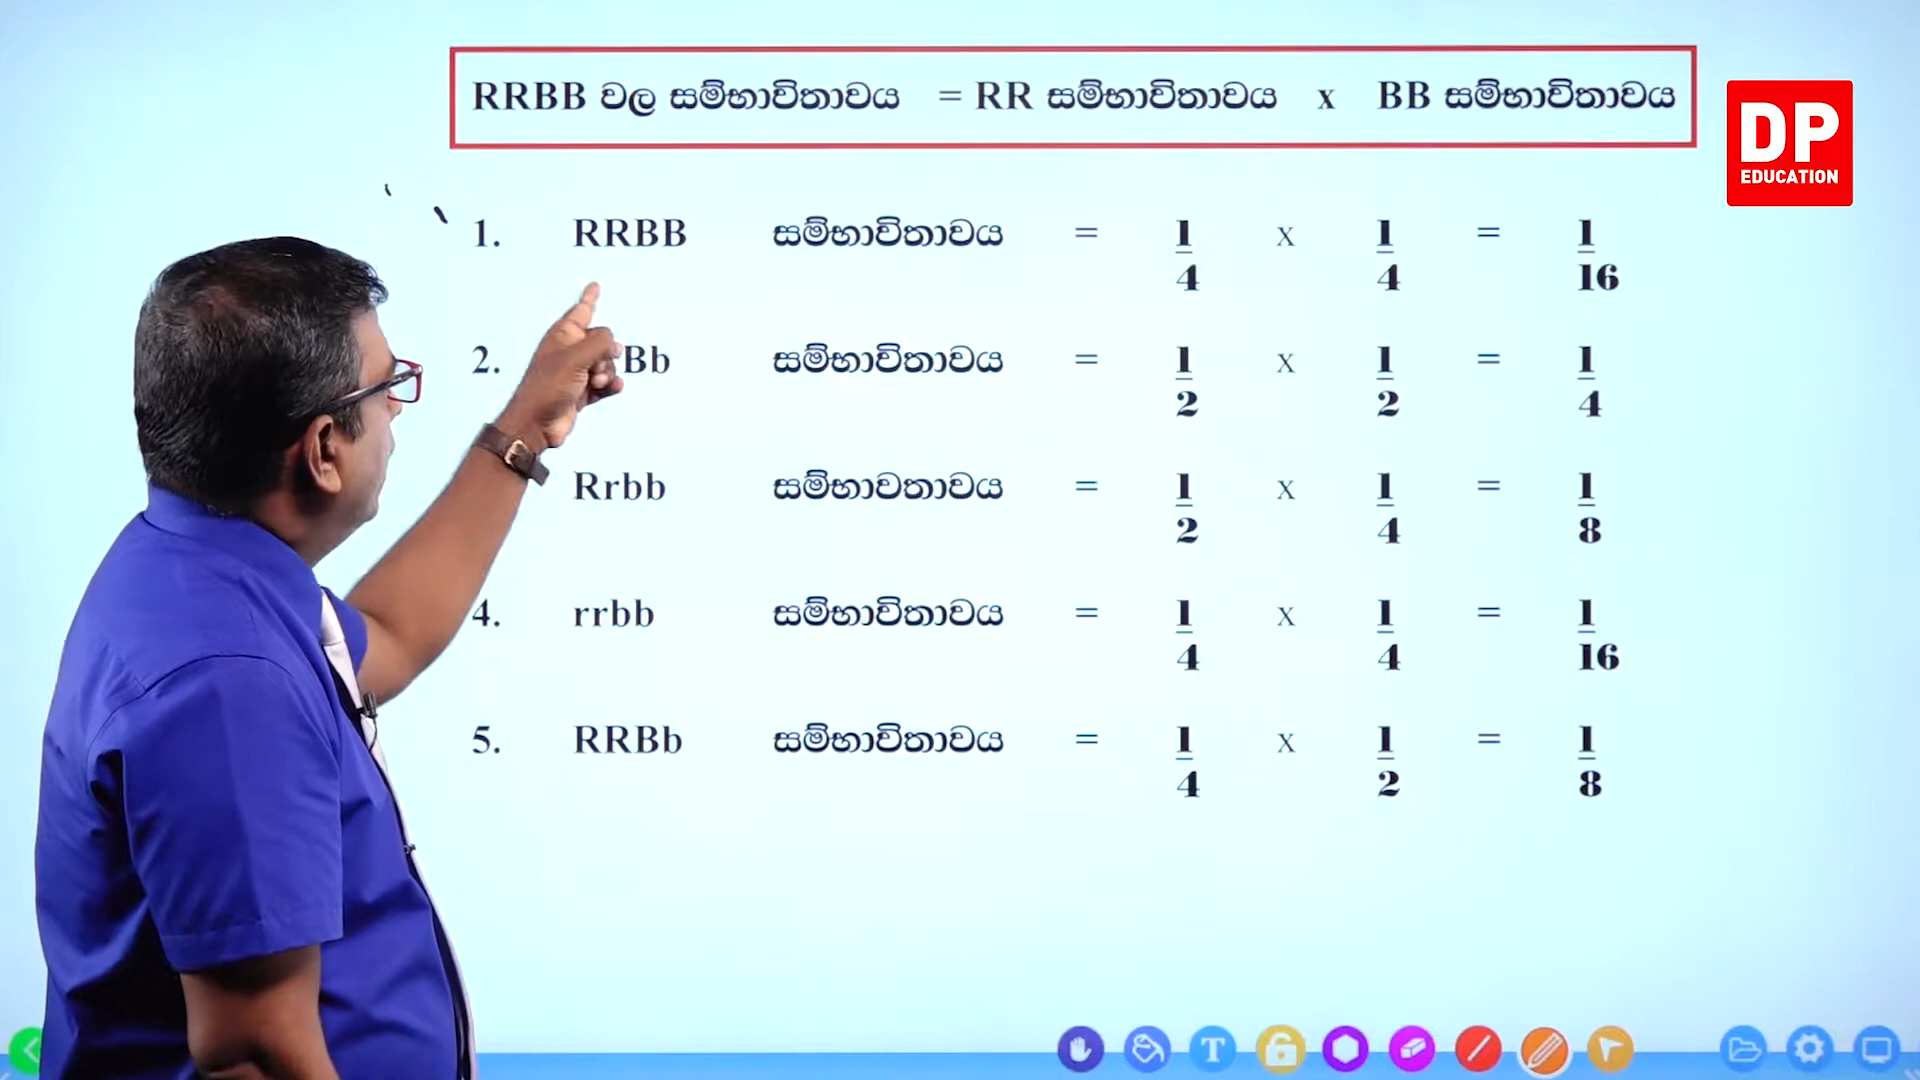 RRBB වල සම්භාවිතාවය = RR සම්භාවිතාවය x BB සම්භාවිතාවය
DP
EDUCATION
1. RRBB සම්භාවිතාවය = 1/4 x 1/4 = 1/16
2. Bb සම්භාවිතාවය = 1/2 x 1/2 = 1/4
Rrbb සම්භාවතාවය = 1/2 x 1/4 = 1/8
4. rrbb සම්භාවිතාවය = 1/4 x 1/4 = 1/16
5. RRBb සම්භාවිතාවය = 1/4 x 1/2 = 1/8
T